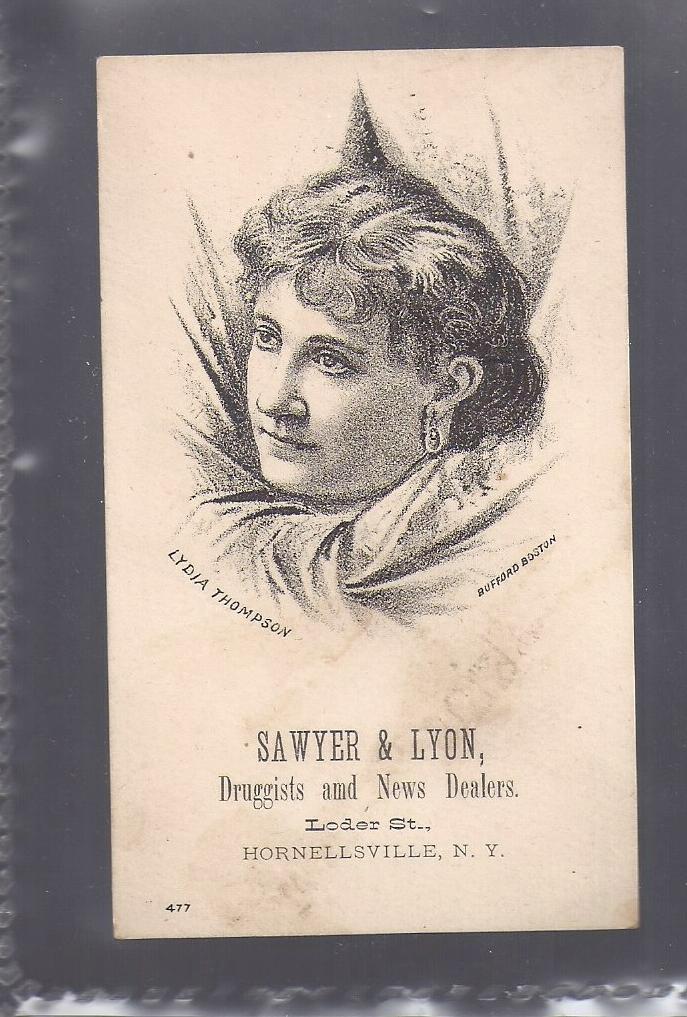 LYDIA THOMPSON
BUFFORD BOSTON
SAWYER & LYON,
Druggists amd News Dealers.
Loder St.,
HORNELLSVILLE, N. Y.
477